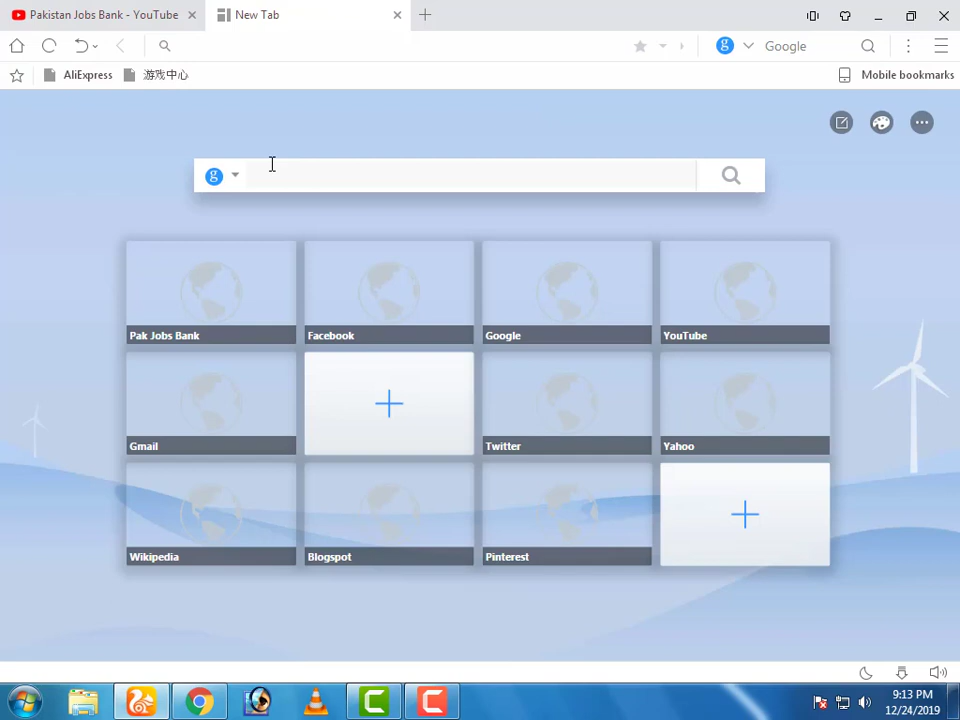 Pakistan Jobs Bank - YouTube
New Tab
Google
AliExpress 游戏中心 Mobile bookmarks
g
Pak Jobs Bank Facebook Google YouTube
Gmail Twitter Yahoo
Wikipedia Blogspot Pinterest
9:13 PM
12/24/2019